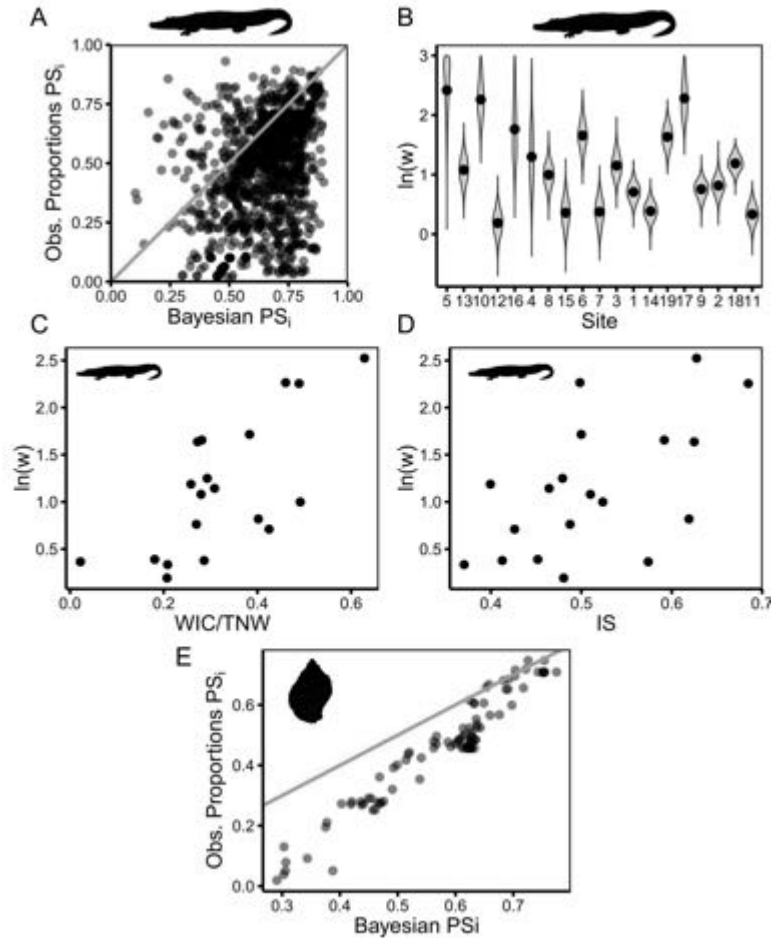 A
B
Obs. Proportions PSi
1.00
0.75
0.50
0.25
0.00
0.00 0.25 0.50 0.75 1.00
Bayesian PSi
ln(w)
3
2
1
0
5 13 10 12 16 4 8 15 6 7 3 1 14 19 17 9 2 18 11
Site
C
D
ln(w)
2.5
2.0
1.5
1.0
0.5
0.0 0.2 0.4 0.6
WIC/TNW
ln(w)
2.5
2.0
1.5
1.0
0.5
0.4 0.5 0.6 0.7
IS
E
Obs. Proportions PSi
0.6
0.4
0.2
0.0
0.3 0.4 0.5 0.6 0.7
Bayesian PSi